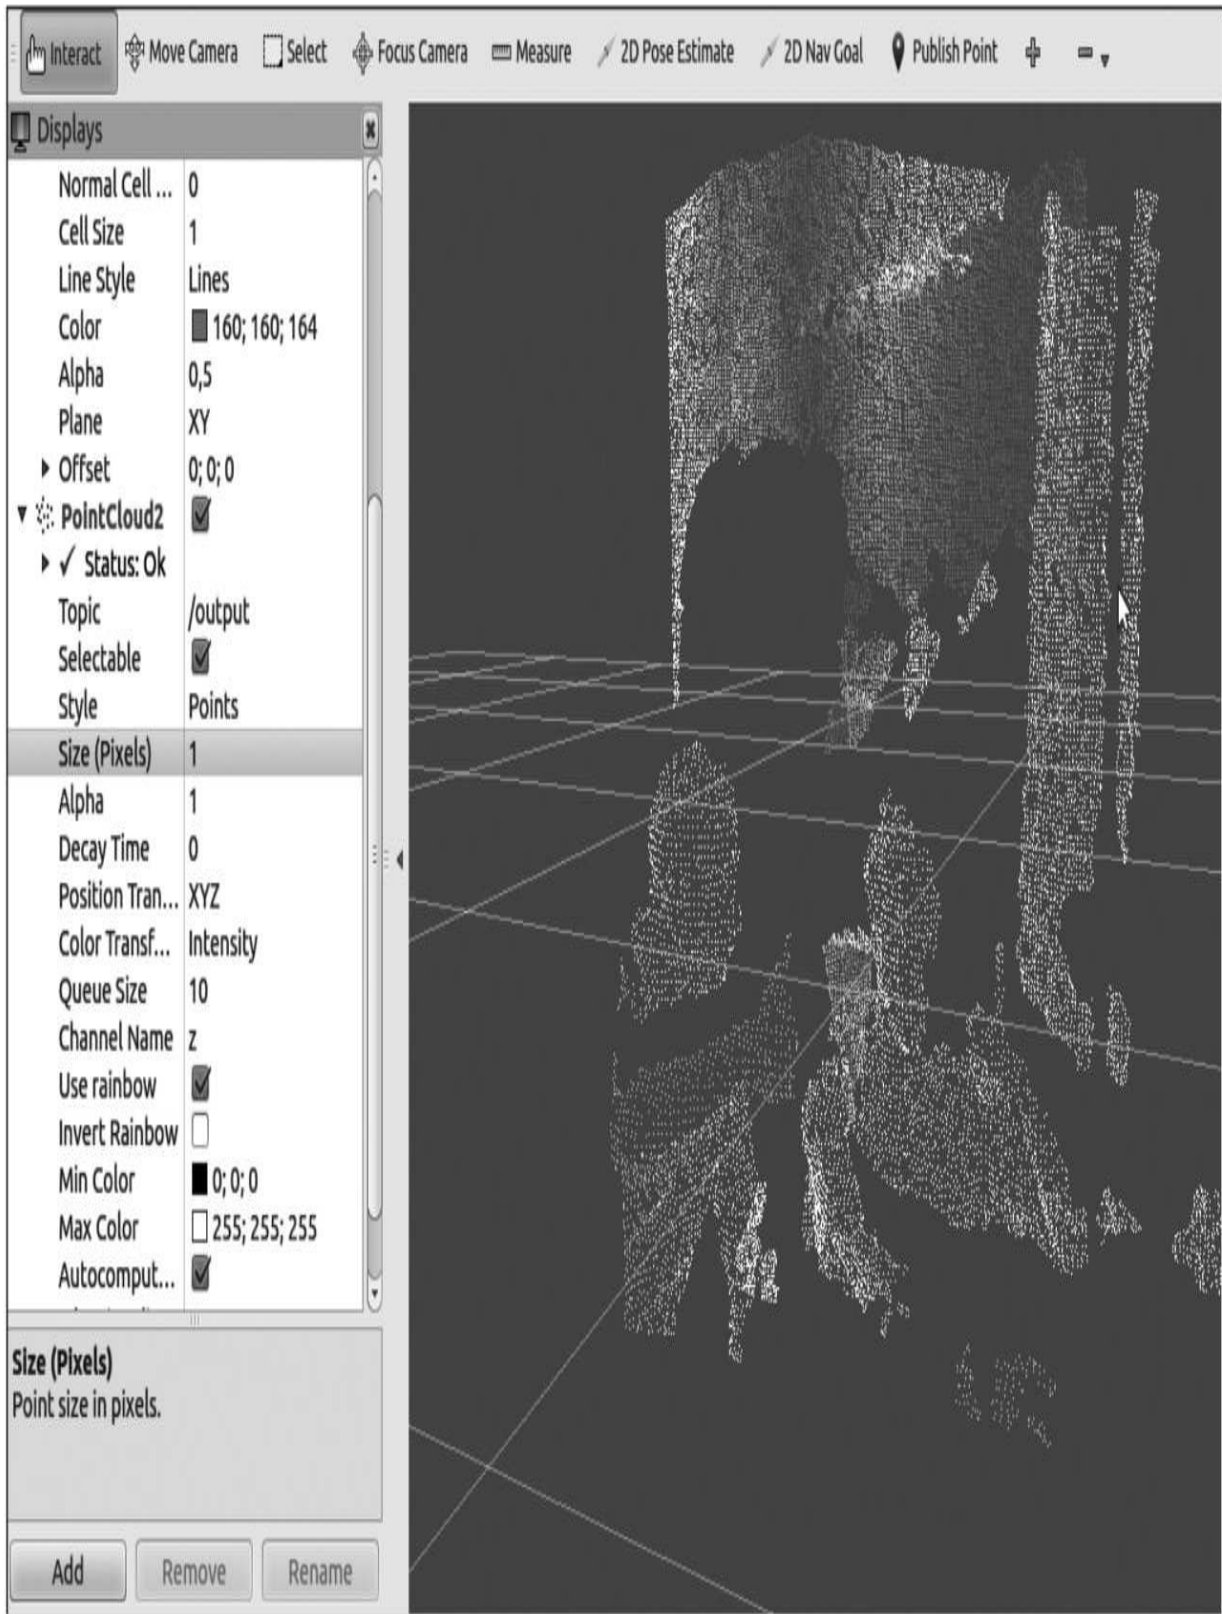 Interact Move Camera Select Focus Camera Measure 2D Pose Estimate 2D Nav Goal Publish Point
Displays
Normal Cell ... 0
Cell Size 1
Line Style Lines
Color 160; 160; 164
Alpha 0,5
Plane XY
Offset 0; 0; 0
PointCloud2
Status: Ok
Topic /output
Selectable
Style Points
Size (Pixels) 1
Alpha 1
Decay Time 0
Position Tran... XYZ
Color Transf... Intensity
Queue Size 10
Channel Name z
Use rainbow
Invert Rainbow
Min Color 0; 0; 0
Max Color 255; 255; 255
Autocomput...
Size (Pixels)
Point size in pixels.
Add Remove Rename